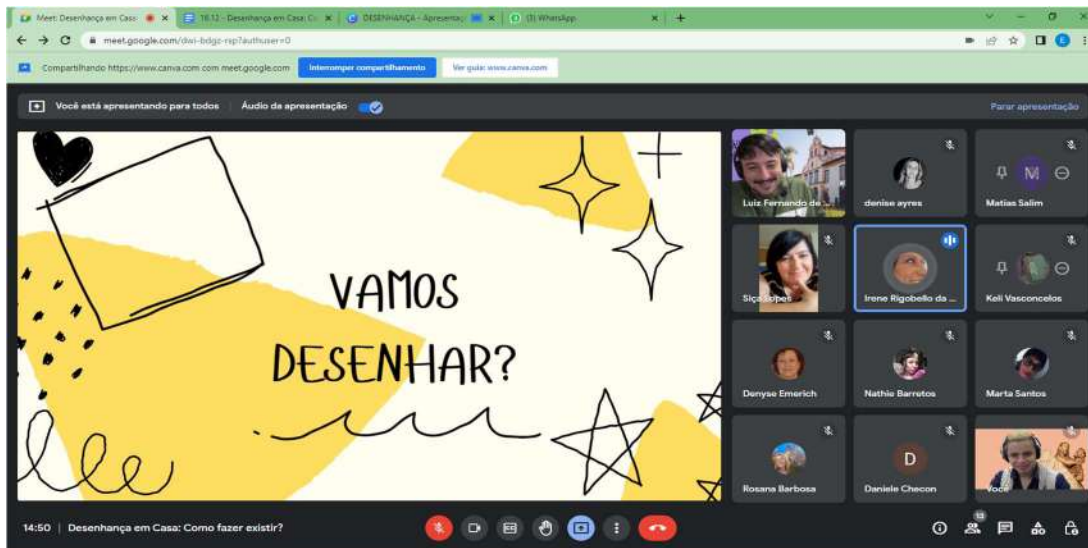 Meet: Desenhança em Casa
16.12 - Desenhança em Casa: C
DESENHANÇA - Apresentaç
(3) WhatsApp
meet.google.com/dwi-bdgz-rsp?authuser=0
Compartilhando https://www.canva.com com meet.google.com
Interromper compartilhamento
Ver guia: www.canva.com
Você está apresentando para todos
Áudio da apresentação
Parar apresentação
VAMOS
DESENHAR?
Luiz Fernando de ...
denise ayres
M
Matias Salim
Siça Lopes
Irene Rigobello da ...
Keli Vasconcelos
Denyse Emerich
Nathie Barretos
Marta Santos
Rosana Barbosa
D
Daniele Checon
Você
14:50 | Desenhança em Casa: Como fazer existir?
13